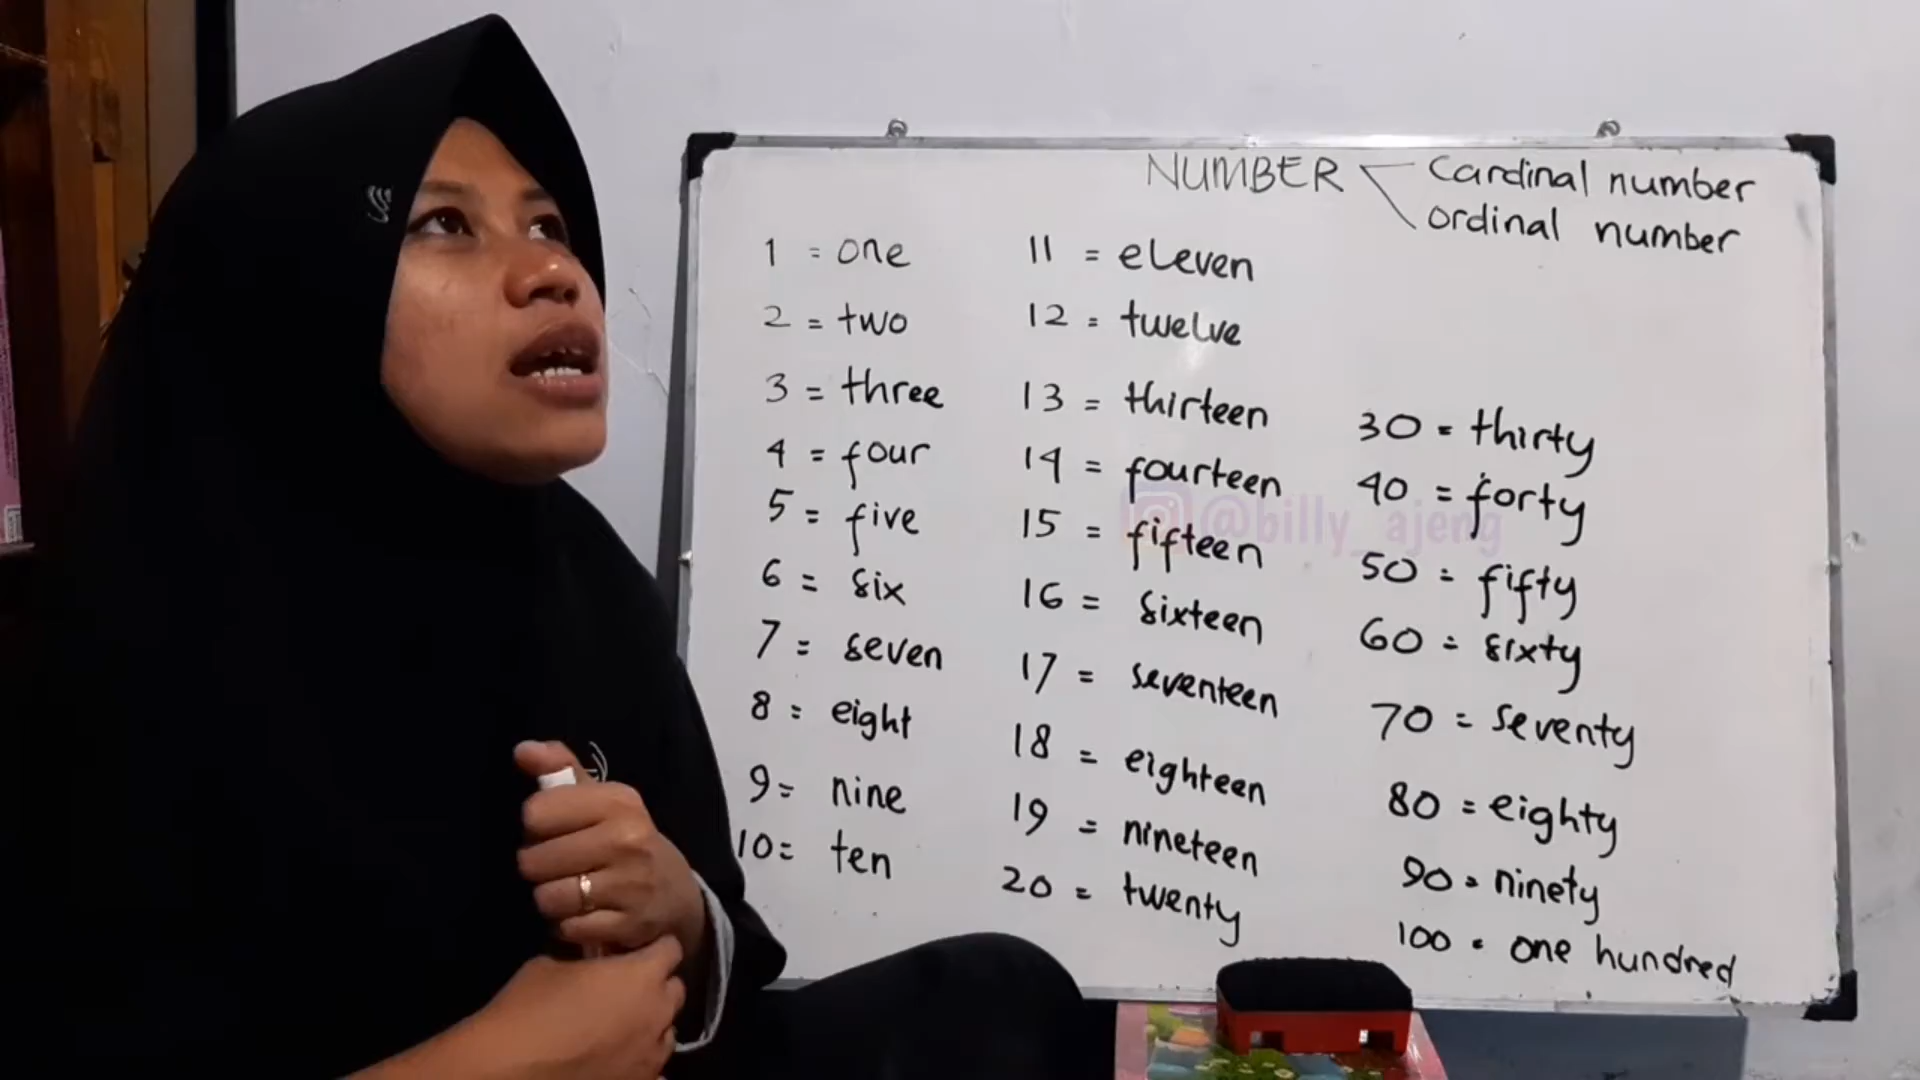 NUMBER < cardinal number
ordinal number
1 = one
2 = two
3 = three
4 = four
5 = five
6 = six
7 = seven
8 = eight
9 = nine
10 = ten
11 = eleven
12 = twelve
13 = thirteen
14 = fourteen
15 = fifteen
16 = sixteen
17 = seventeen
18 = eighteen
19 = nineteen
20 = twenty
30 = thirty
40 = forty
50 = fifty
60 = sixty
70 = seventy
80 = eighty
90 = ninety
100 = one hundred
@billy_ajeng